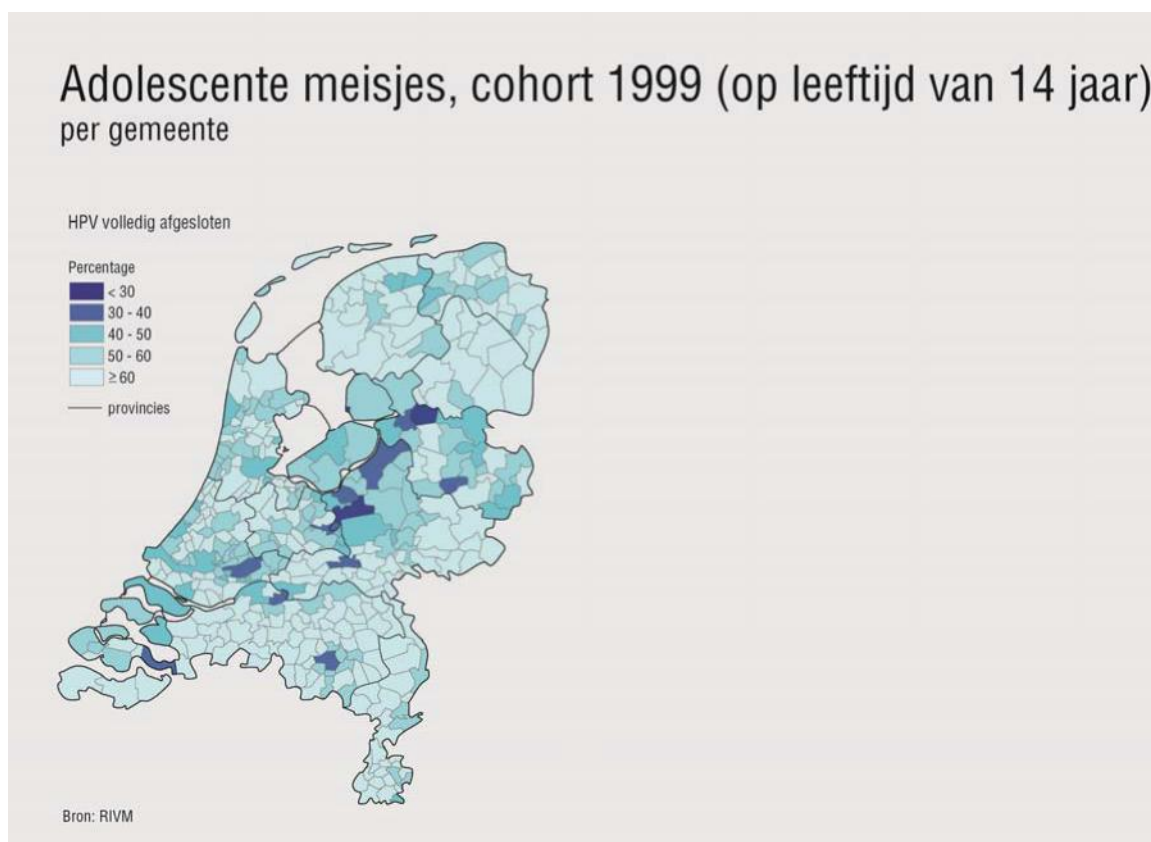 Adolescente meisjes, cohort 1999 (op leeftijd van 14 jaar)
per gemeente
HPV volledig afgesloten
Percentage
< 30
30 - 40
40 - 50
50 - 60
≥ 60
provincies
Bron: RIVM